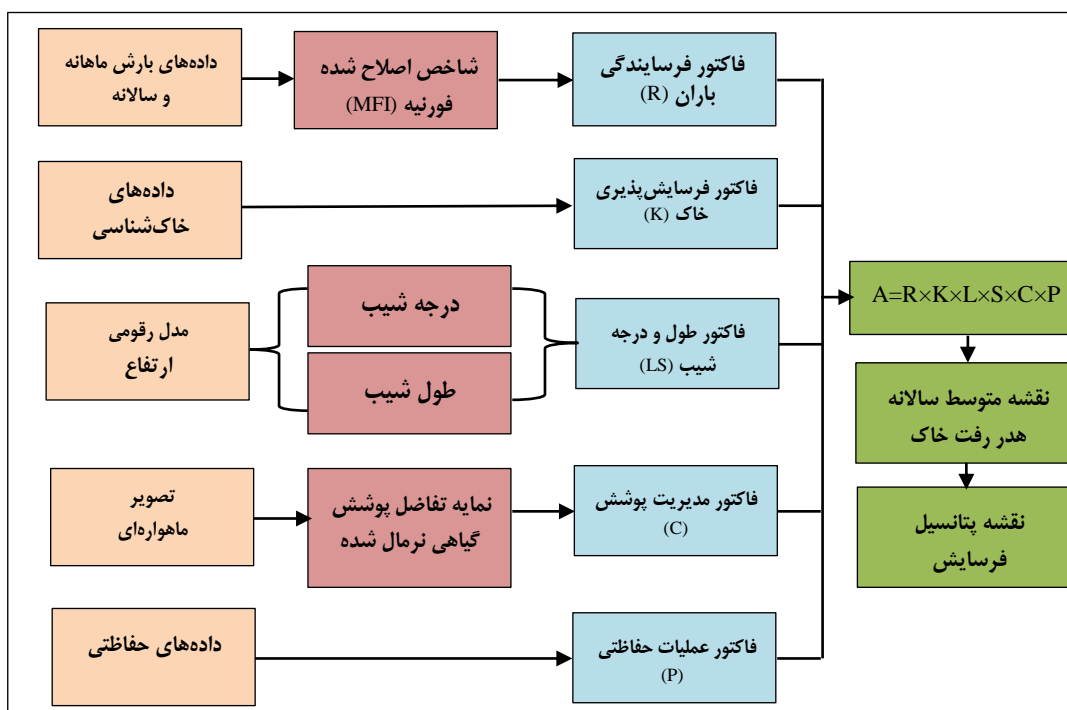 داده‌های بارش ماهانه
و سالانه
شاخص اصلاح شده
فورنیه (MFI)
فاکتور فرسایندگی
باران (R)
داده‌های
خاک‌شناسی
فاکتور فرسایش‌پذیری
خاک (K)
مدل رقومی
ارتفاع
درجه شیب
طول شیب
فاکتور طول و درجه
شیب (LS)
تصویر
ماهواره‌ای
نمایه تفاضل پوشش
گیاهی نرمال شده
فاکتور مدیریت پوشش
(C)
داده‌های حفاظتی
فاکتور عملیات حفاظتی
(P)
A=R×K×L×S×C×P
نقشه متوسط سالانه
هدر رفت خاک
نقشه پتانسیل
فرسایش